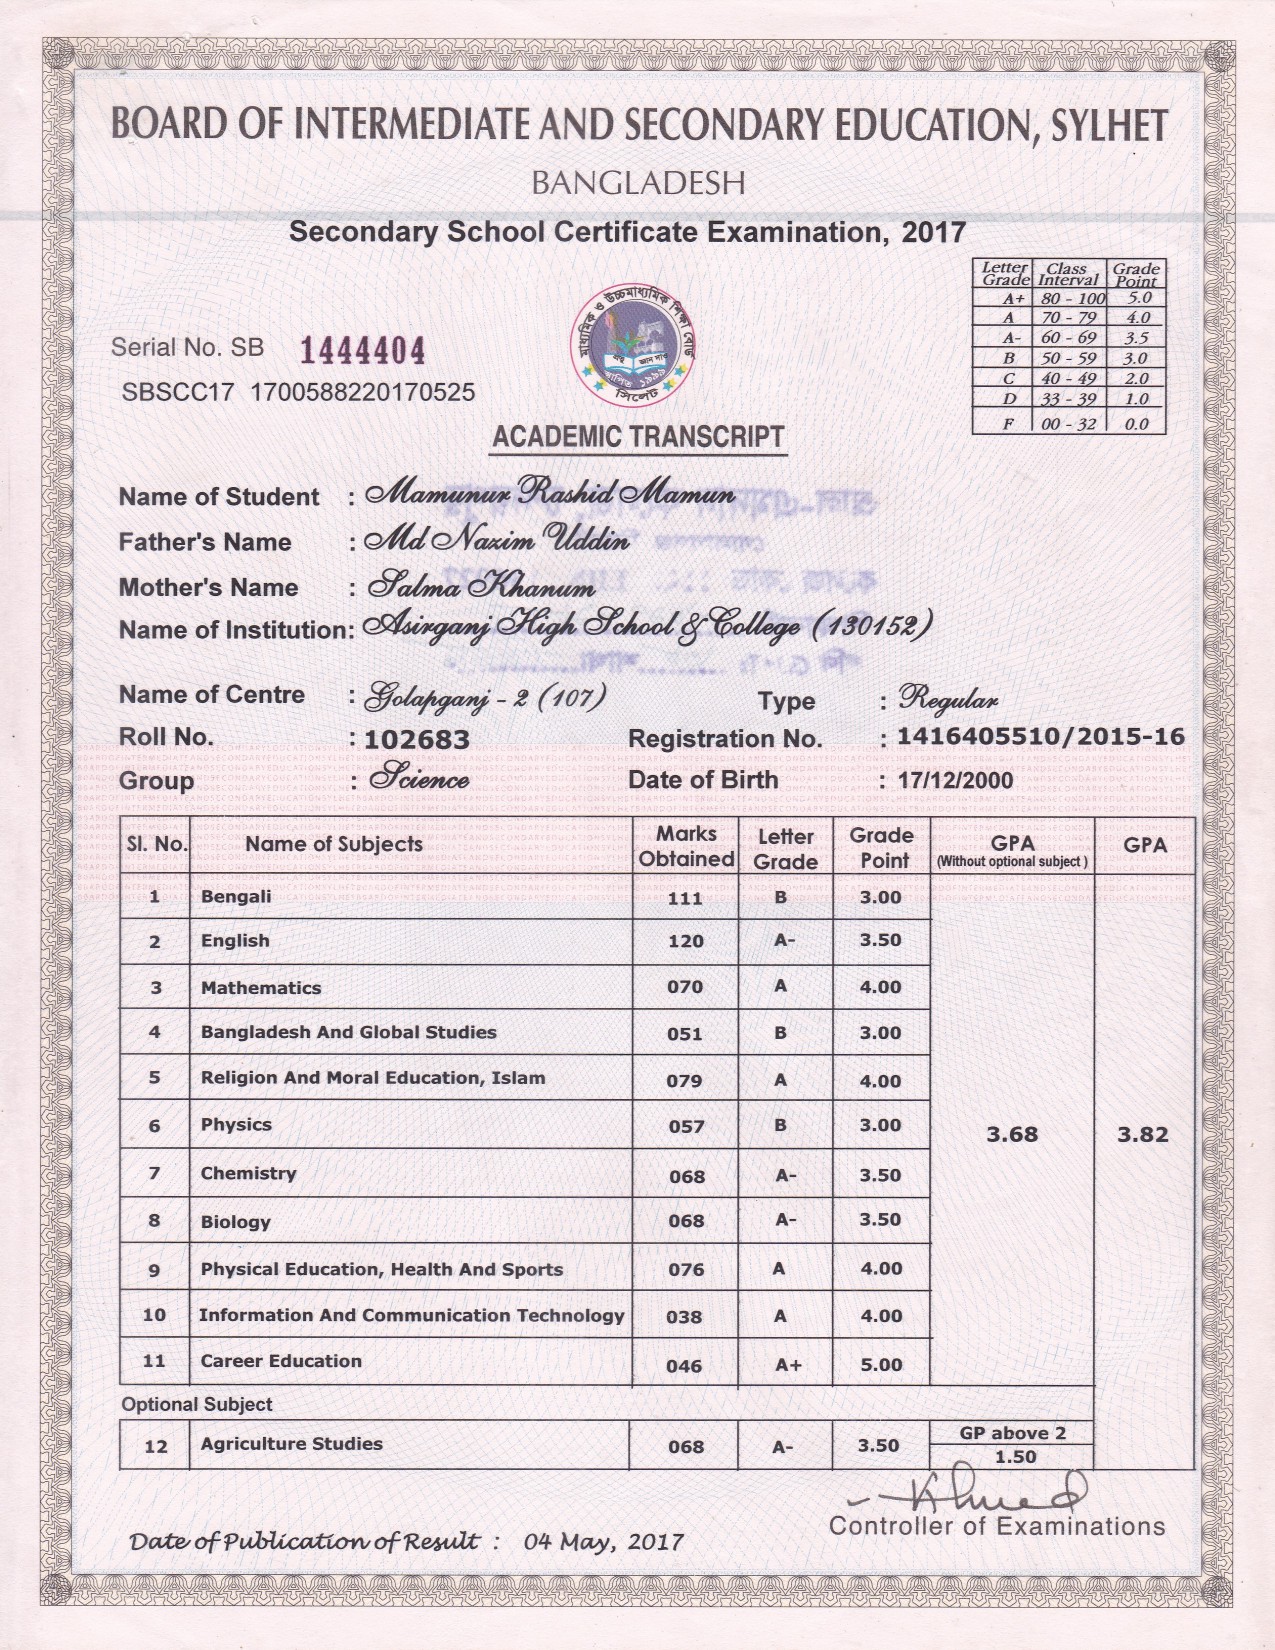 BOARD OF INTERMEDIATE AND SECONDARY EDUCATION, SYLHET
BANGLADESH
Secondary School Certificate Examination, 2017
Letter Grade Class Interval Grade Point
A+ 80 - 100 5.0
A 70 - 79 4.0
A- 60 - 69 3.5
B 50 - 59 3.0
C 40 - 49 2.0
D 33 - 39 1.0
F 00 - 32 0.0
মাধ্যমিক ও উচ্চমাধ্যমিক শিক্ষা বোর্ড
স্থাপিত ১৯৯৯
সিলেট
Serial No. SB 1444404
SBSCC17 1700588220170525
ACADEMIC TRANSCRIPT
Name of Student : Mamunur Rashid Mamun
Father's Name : Md Nazim Uddin
Mother's Name : Salma Khanum
Name of Institution: Asirganj High School & College (130152)
Name of Centre : Golapganj - 2 (107) Type : Regular
Roll No. : 102683 Registration No. : 1416405510/2015-16
Group : Science Date of Birth : 17/12/2000
Sl. No. Name of Subjects Marks Obtained Letter Grade Grade Point GPA (Without optional subject ) GPA
1 Bengali 111 B 3.00
2 English 120 A- 3.50
3 Mathematics 070 A 4.00
4 Bangladesh And Global Studies 051 B 3.00
5 Religion And Moral Education, Islam 079 A 4.00
6 Physics 057 B 3.00 3.68 3.82
7 Chemistry 068 A- 3.50
8 Biology 068 A- 3.50
9 Physical Education, Health And Sports 076 A 4.00
10 Information And Communication Technology 038 A 4.00
11 Career Education 046 A+ 5.00
Optional Subject
12 Agriculture Studies 068 A- 3.50 GP above 2 1.50
Controller of Examinations
Date of Publication of Result : 04 May, 2017